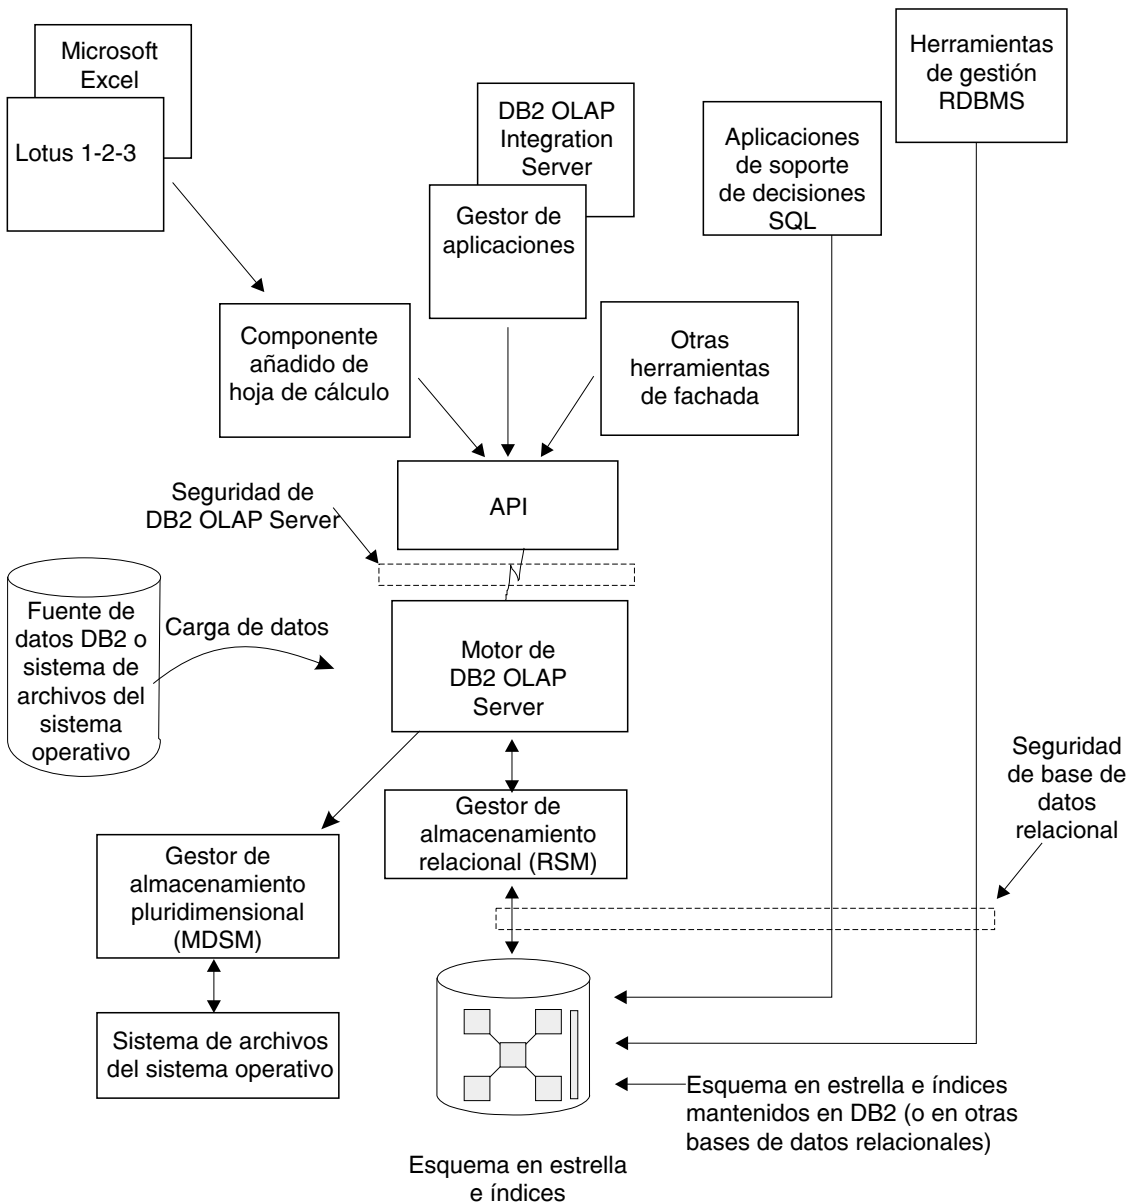 Microsoft
Excel
Lotus 1-2-3
DB2 OLAP
Integration
Server
Gestor de
aplicaciones
Aplicaciones
de soporte
de decisiones
SQL
Herramientas
de gestión
RDBMS
Componente
añadido de
hoja de cálculo
Otras
herramientas
de fachada
API
Seguridad de
DB2 OLAP Server
Fuente de
datos DB2 o
sistema de
archivos del
sistema
operativo
Carga de datos
Motor de
DB2 OLAP
Server
Seguridad
de base de
datos
relacional
Gestor de
almacenamiento
relacional (RSM)
Gestor de
almacenamiento
pluridimensional
(MDSM)
Sistema de archivos
del sistema operativo
Esquema en estrella e índices
mantenidos en DB2 (o en otras
bases de datos relacionales)
Esquema en estrella
e índices